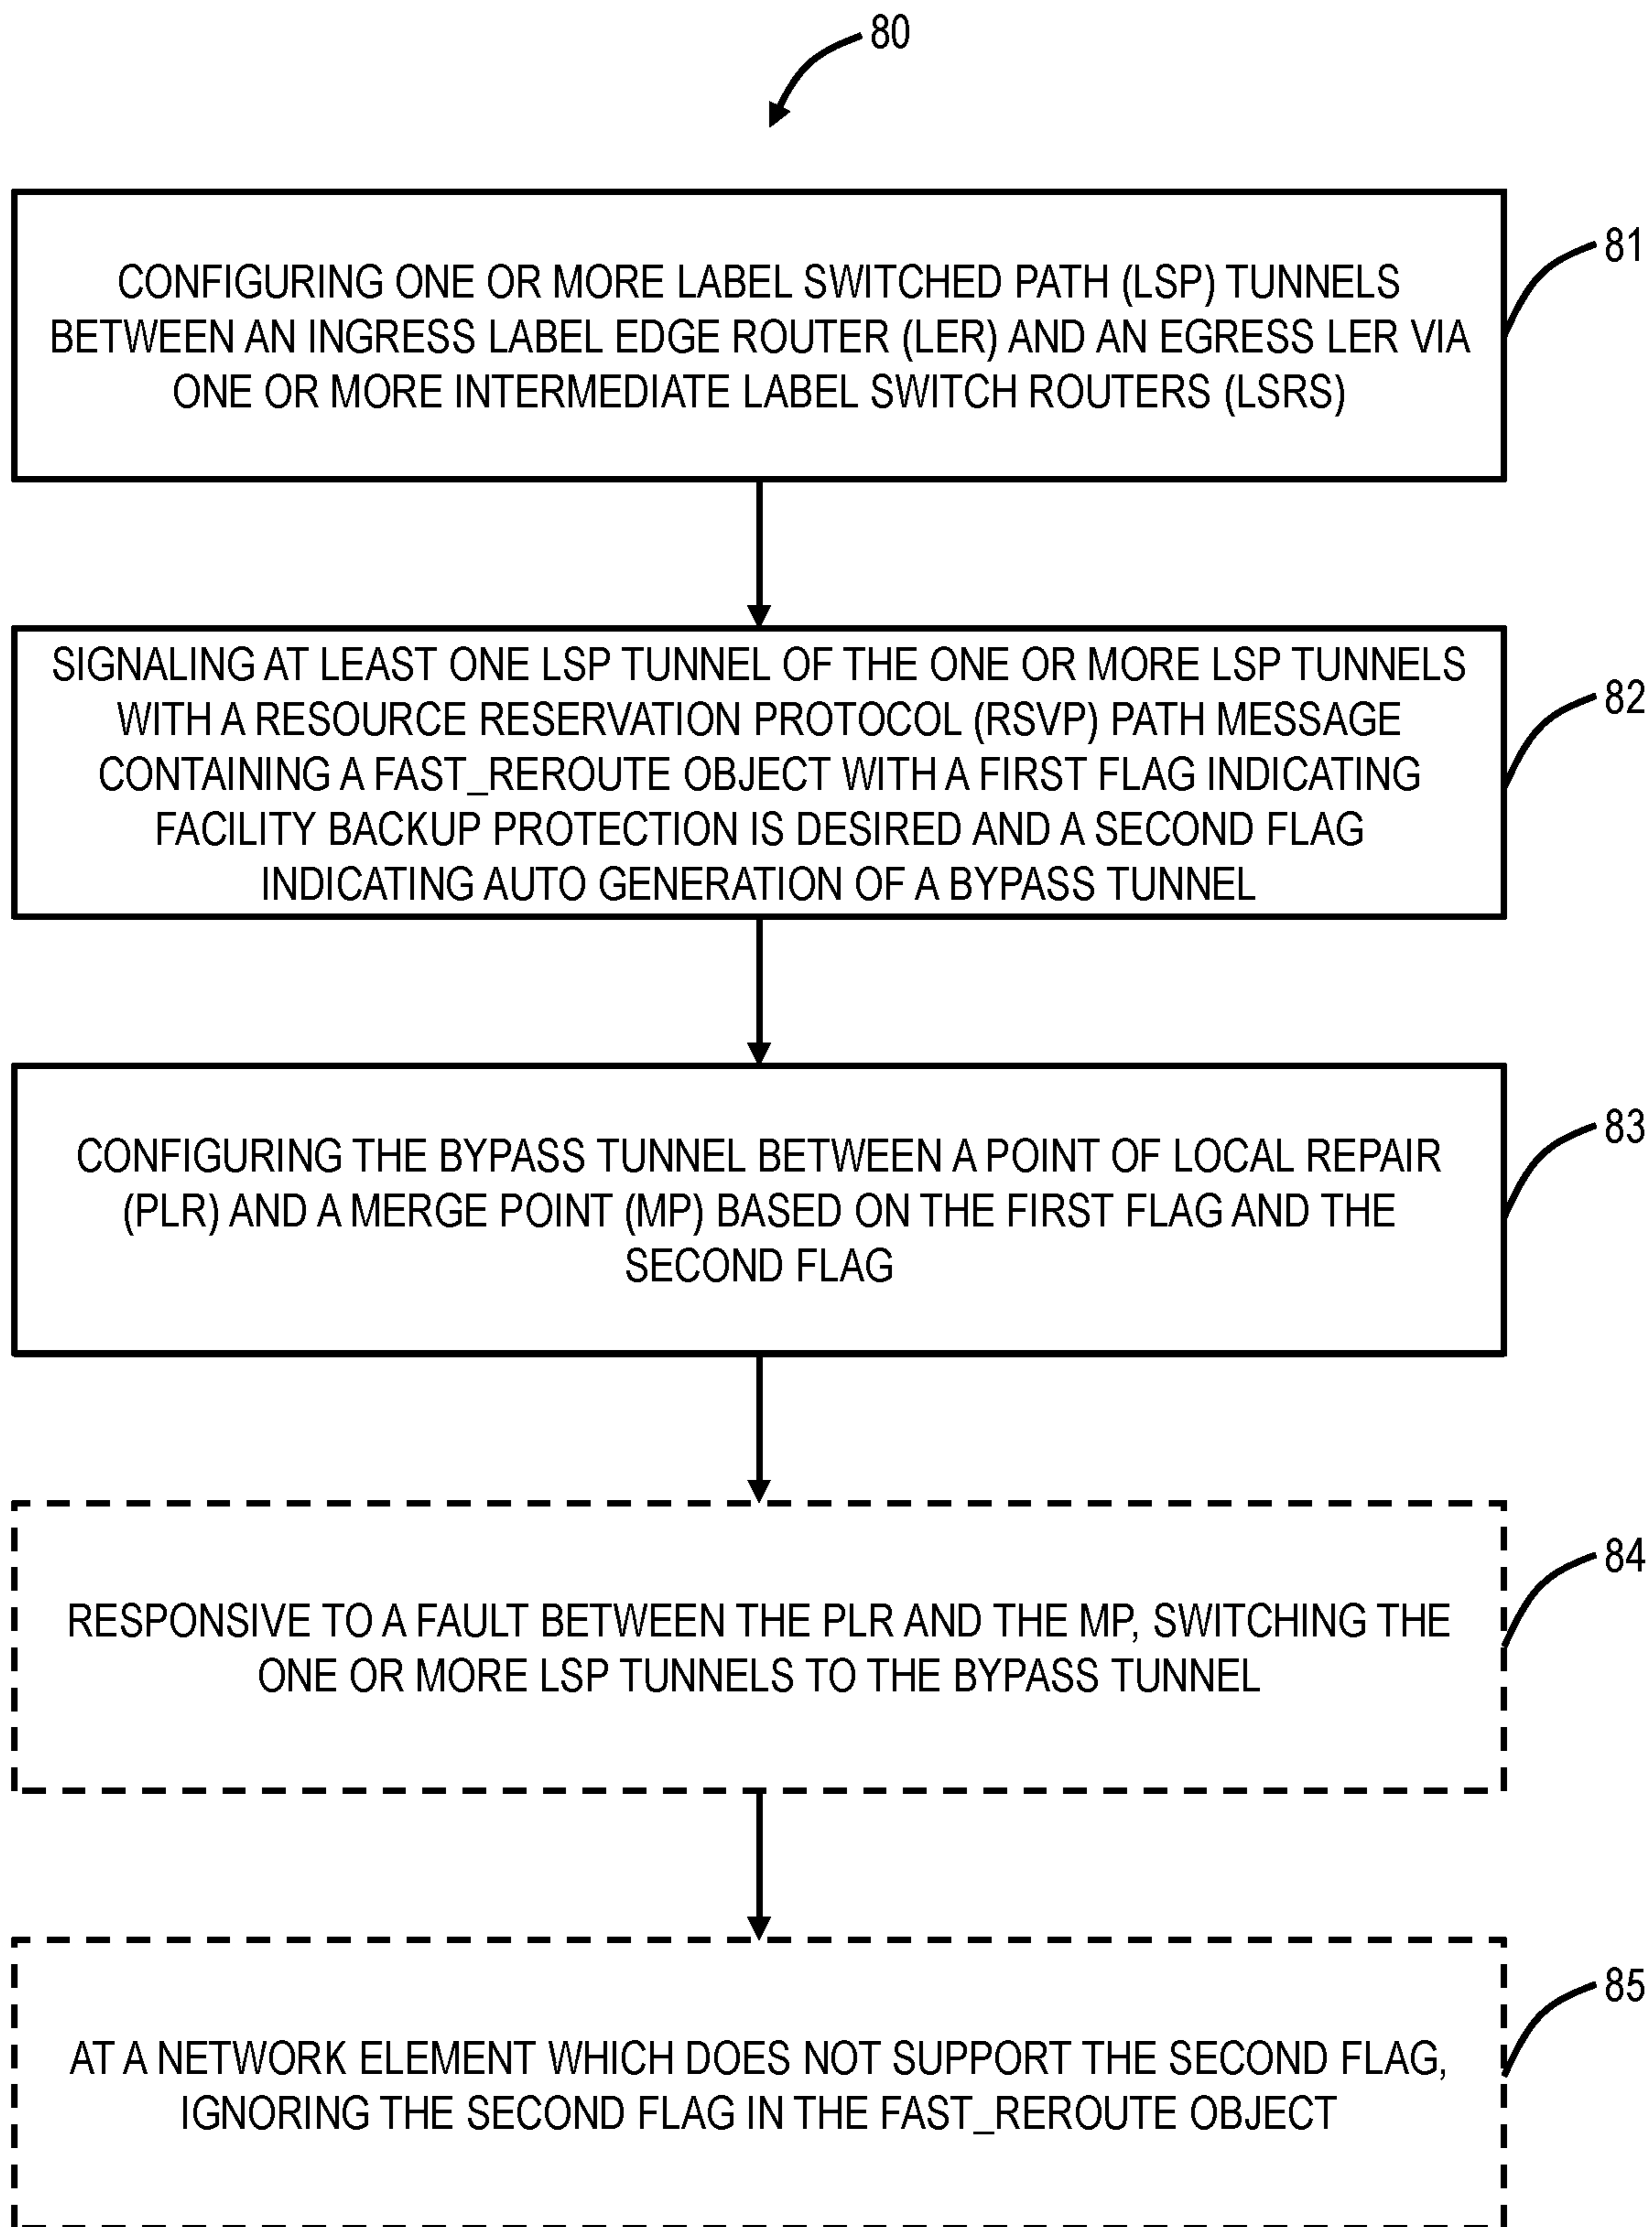 80
CONFIGURING ONE OR MORE LABEL SWITCHED PATH (LSP) TUNNELS
BETWEEN AN INGRESS LABEL EDGE ROUTER (LER) AND AN EGRESS LER VIA
ONE OR MORE INTERMEDIATE LABEL SWITCH ROUTERS (LSRS)
81
SIGNALING AT LEAST ONE LSP TUNNEL OF THE ONE OR MORE LSP TUNNELS
WITH A RESOURCE RESERVATION PROTOCOL (RSVP) PATH MESSAGE
CONTAINING A FAST_REROUTE OBJECT WITH A FIRST FLAG INDICATING
FACILITY BACKUP PROTECTION IS DESIRED AND A SECOND FLAG
INDICATING AUTO GENERATION OF A BYPASS TUNNEL
82
CONFIGURING THE BYPASS TUNNEL BETWEEN A POINT OF LOCAL REPAIR
(PLR) AND A MERGE POINT (MP) BASED ON THE FIRST FLAG AND THE
SECOND FLAG
83
RESPONSIVE TO A FAULT BETWEEN THE PLR AND THE MP, SWITCHING THE
ONE OR MORE LSP TUNNELS TO THE BYPASS TUNNEL
84
AT A NETWORK ELEMENT WHICH DOES NOT SUPPORT THE SECOND FLAG,
IGNORING THE SECOND FLAG IN THE FAST_REROUTE OBJECT
85